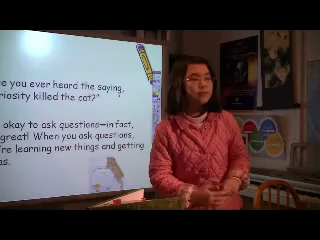 e you ever heard the saying,
riosity killed the cat?"
okay to ask questions—in fact,
great! When you ask questions,
're learning new things and getting
as.